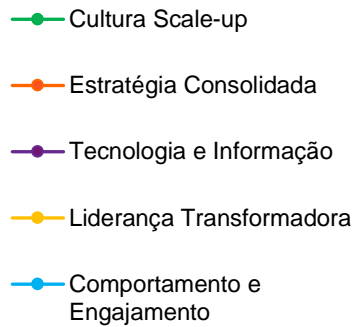 Cultura Scale-up
Estratégia Consolidada
Tecnologia e Informação
Liderança Transformadora
Comportamento e
Engajamento